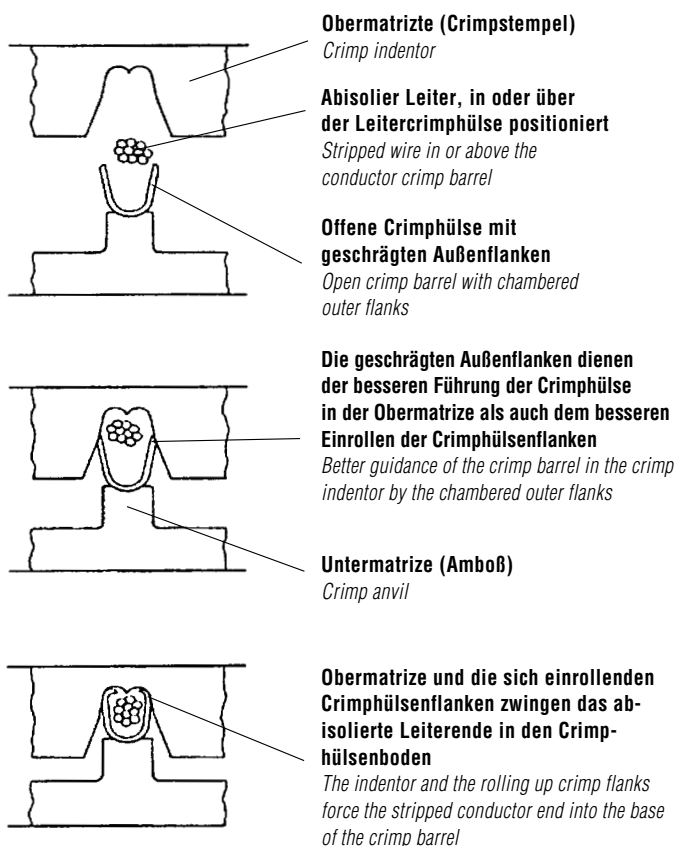 Obermatrizte (Crimpstempel)
Crimp indentor
Abisolier Leiter, in oder über
der Leitercrimphülse positioniert
Stripped wire in or above the
conductor crimp barrel
Offene Crimphülse mit
geschrägten Außenflanken
Open crimp barrel with chambered
outer flanks
Die geschrägten Außenflanken dienen
der besseren Führung der Crimphülse
in der Obermatrize als auch dem besseren
Einrollen der Crimphülsenflanken
Better guidance of the crimp barrel in the crimp
indentor by the chambered outer flanks
Untermatrize (Amboß)
Crimp anvil
Obermatrize und die sich einrollenden
Crimphülsenflanken zwingen das ab-
isolierte Leiterende in den Crimp-
hülsenboden
The indentor and the rolling up crimp flanks
force the stripped conductor end into the base
of the crimp barrel